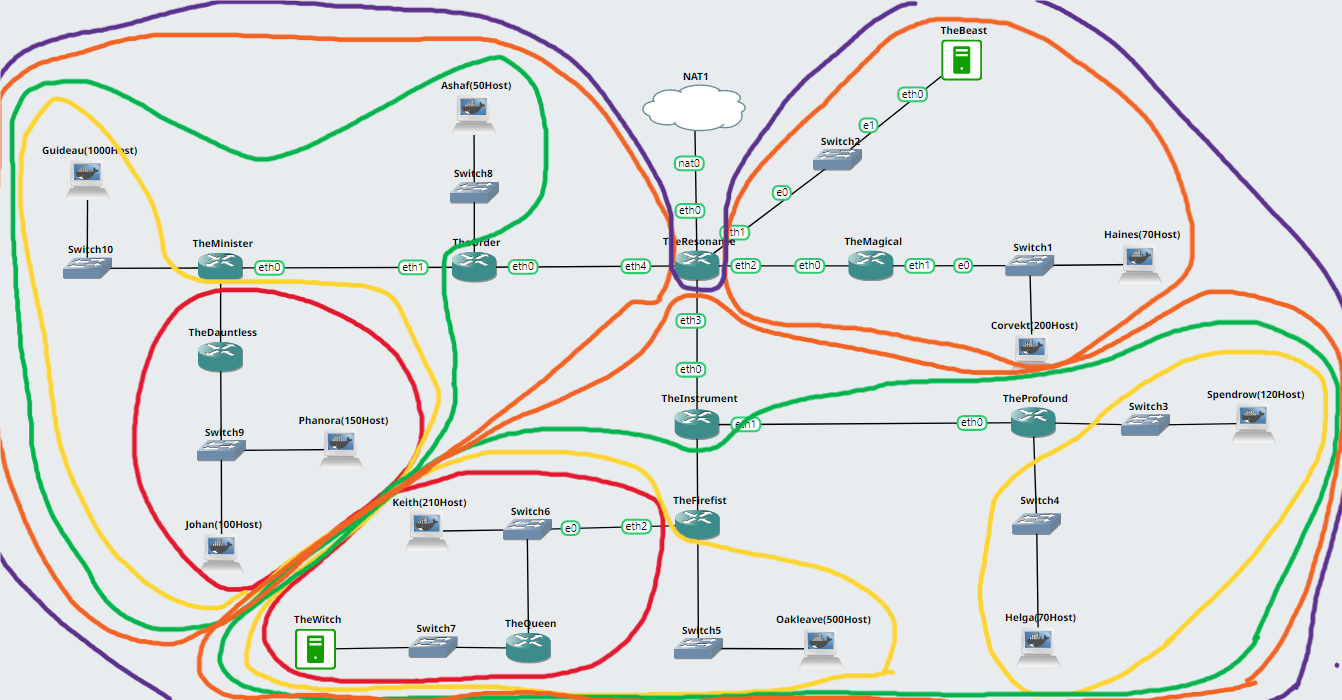 TheBeast
NAT1
Ashaf(50Host)
eth0
e1
Switch2
Guideau(1000Host)
nat0
Switch8
e0
eth0
eth1
Haines(70Host)
Switch10
TheMinister
TheOrder
TheResonance
TheMagical
Switch1
eth0
eth1
eth0
eth4
eth2
eth0
eth1
e0
eth3
Corvekt(200Host)
TheDauntless
eth0
TheInstrument
TheProfound
Spendrow(120Host)
Switch3
Phanora(150Host)
eth1
eth0
Switch9
Keith(210Host)
TheFirefist
Switch4
Switch6
Johan(100Host)
e0
eth2
TheWitch
Switch7
TheQueen
Switch5
Oakleave(500Host)
Helga(70Host)